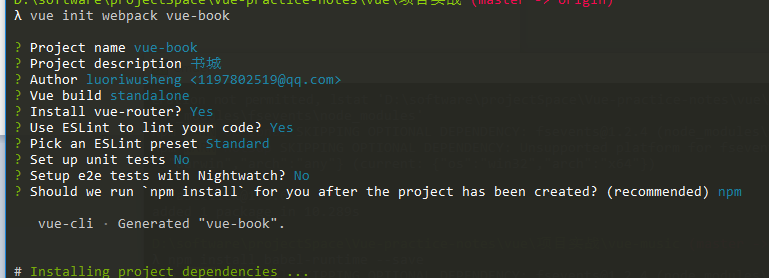 D:\software\projectSpace\vue-practice-notes\vue\项目实战 (master -> origin)
λ vue init webpack vue-book
? Project name vue-book
? Project description 书城
? Author luoriwusheng <1197802519@qq.com>
? Vue build standalone
? Install vue-router? Yes
? Use ESLint to lint your code? Yes
? Pick an ESLint preset Standard
? Set up unit tests No
? Setup e2e tests with Nightwatch? No
? Should we run `npm install` for you after the project has been created? (recommended) npm
vue-cli · Generated "vue-book".
# Installing project dependencies ...